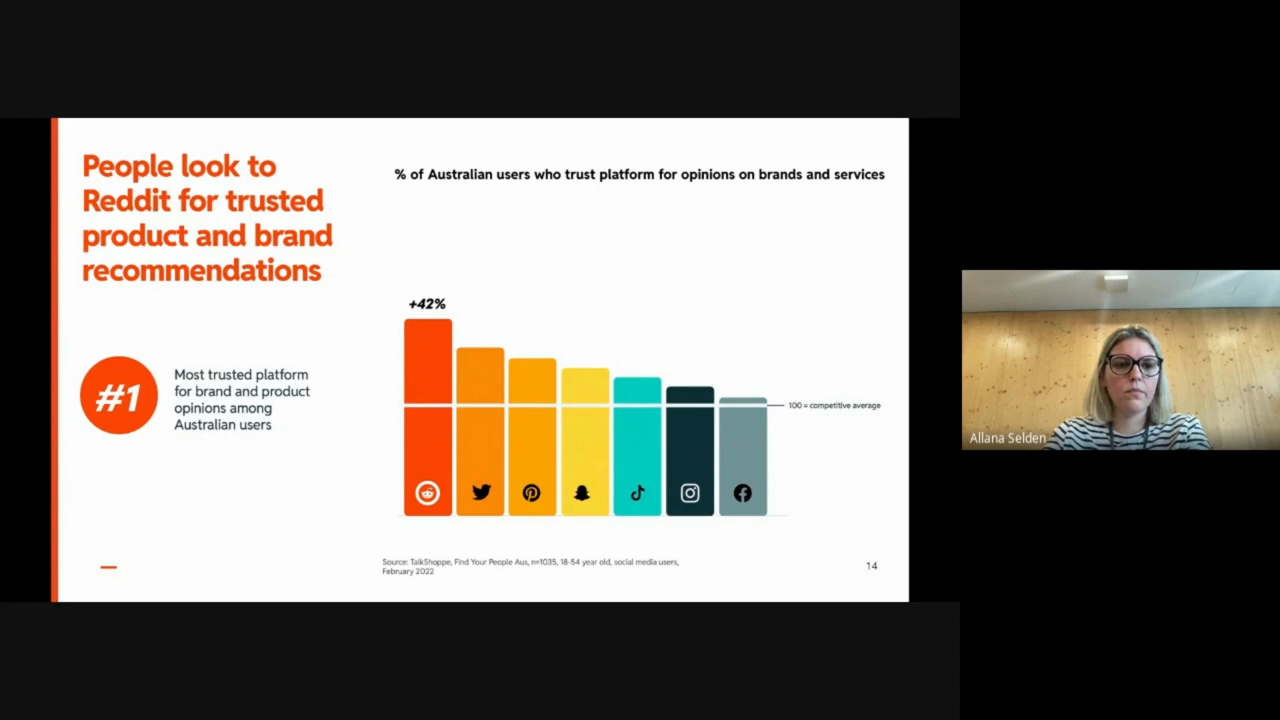 People look to
Reddit for trusted
product and brand
recommendations
#1
Most trusted platform
for brand and product
opinions among
Australian users
% of Australian users who trust platform for opinions on brands and services
+42%
100 = competitive average
Source: TalkShoppe, Find Your People Aus, n=1035, 18-54 year old, social media users,
February 2022
14
Allana Selden